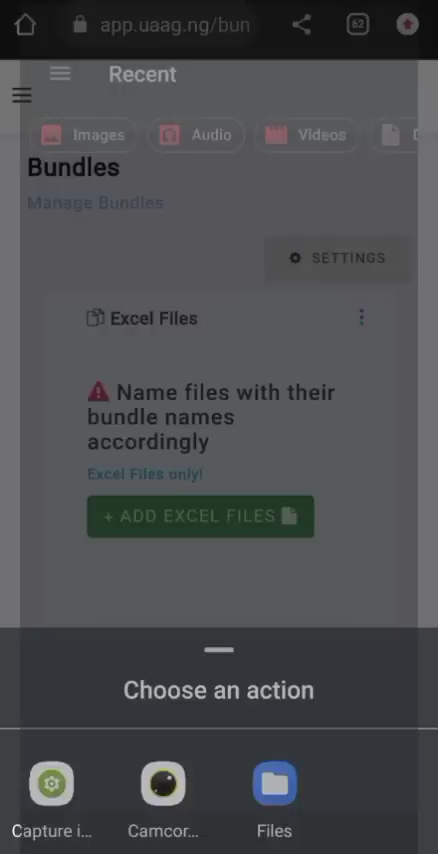 app.uaag.ng/bun
62
Recent
Images
Audio
Videos
Bundles
Manage Bundles
SETTINGS
Excel FIles
Name files with their
bundle names
accordingly
Excel Files only!
+ ADD EXCEL FILES
Choose an action
Capture i...
Camcor...
Files